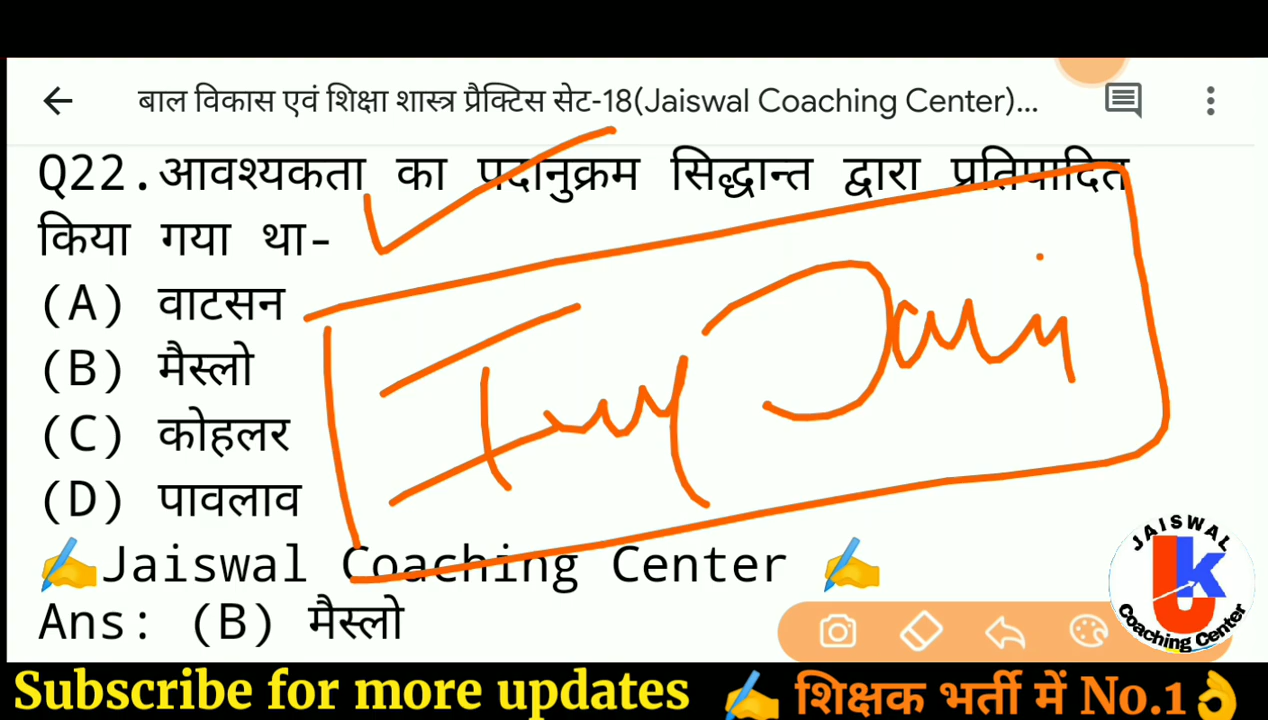 बाल विकास एवं शिक्षा शास्त्र प्रैक्टिस सेट-18(Jaiswal Coaching Center)...
Q22.आवश्यकता का पदानुक्रम सिद्धान्त द्वारा प्रतिपादित
किया गया था-
(A) वाटसन
(B) मैस्लो
(C) कोहलर
(D) पावलाव
✍Jaiswal Coaching Center ✍
Ans: (B) मैस्लो
JAISWAL
UK
Coaching Center
Subscribe for more updates ✍ शिक्षक भर्ती में No.1👌